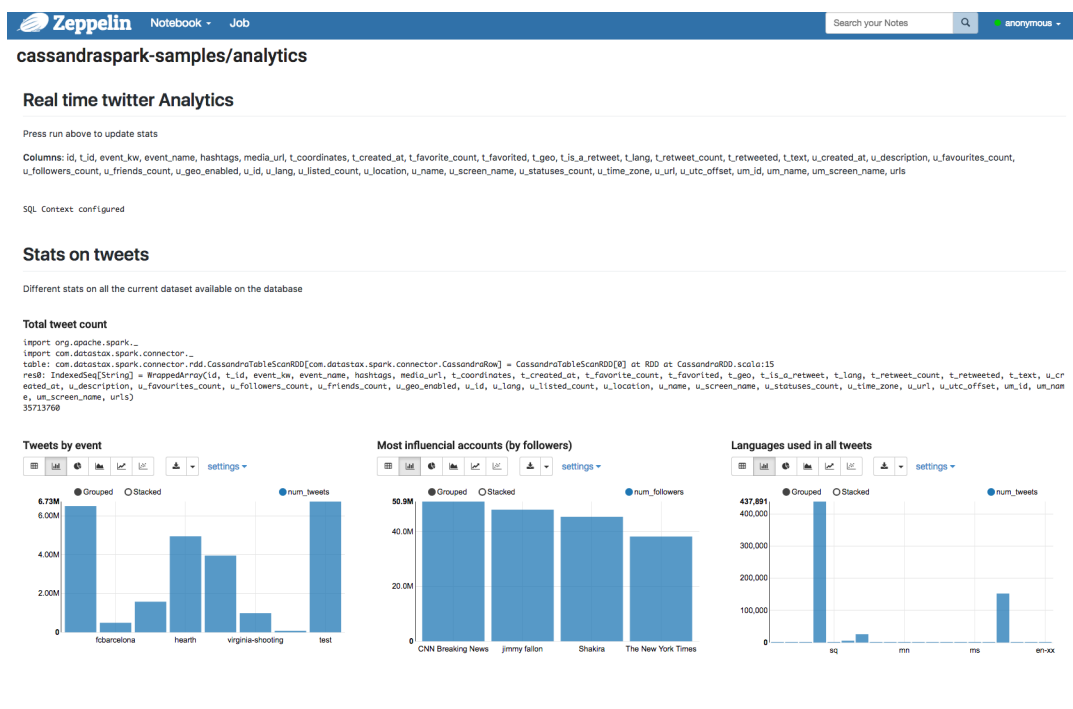 Zeppelin Notebook Job Search your Notes anonymous
cassandraspark-samples/analytics
Real time twitter Analytics
Press run above to update stats
Columns: id, t_id, event_kw, event_name, hashtags, media_url, t_coordinates, t_created_at, t_favorite_count, t_favorited, t_geo, t_is_a_retweet, t_lang, t_retweet_count, t_retweeted, t_text, u_created_at, u_description, u_favourites_count,
u_followers_count, u_friends_count, u_geo_enabled, u_id, u_lang, u_listed_count, u_location, u_name, u_screen_name, u_statuses_count, u_time_zone, u_url, u_utc_offset, um_id, um_name, um_screen_name, urls
SQL Context configured
Stats on tweets
Different stats on all the current dataset available on the database
Total tweet count
import org.apache.spark._
import com.datastax.spark.connector._
table: com.datastax.spark.connector.rdd.CassandraTableScanRDD[com.datastax.spark.connector.CassandraRow] = CassandraTableScanRDD[0] at RDD at CassandraRDD.scala:15
res0: IndexedSeq[String] = WrappedArray(id, t_id, event_kw, event_name, hashtags, media_url, t_coordinates, t_created_at, t_favorite_count, t_favorited, t_geo, t_is_a_retweet, t_lang, t_retweet_count, t_retweeted, t_text, u_cr
eated_at, u_description, u_favourites_count, u_followers_count, u_friends_count, u_geo_enabled, u_id, u_lang, u_listed_count, u_location, u_name, u_screen_name, u_statuses_count, u_time_zone, u_url, u_utc_offset, um_id, um_nam
e, um_screen_name, urls)
35713760
Tweets by event
settings
Grouped Stacked num_tweets
6.73M
6.00M
4.00M
2.00M
0
fcbarcelona hearth virginia-shooting test
Most influencial accounts (by followers)
settings
Grouped Stacked num_followers
50.9M
40.0M
20.0M
0
CNN Breaking News jimmy fallon Shakira The New York Times
Languages used in all tweets
settings
Grouped Stacked num_tweets
437,891
400,000
300,000
200,000
100,000
0
sq mn ms en-xx